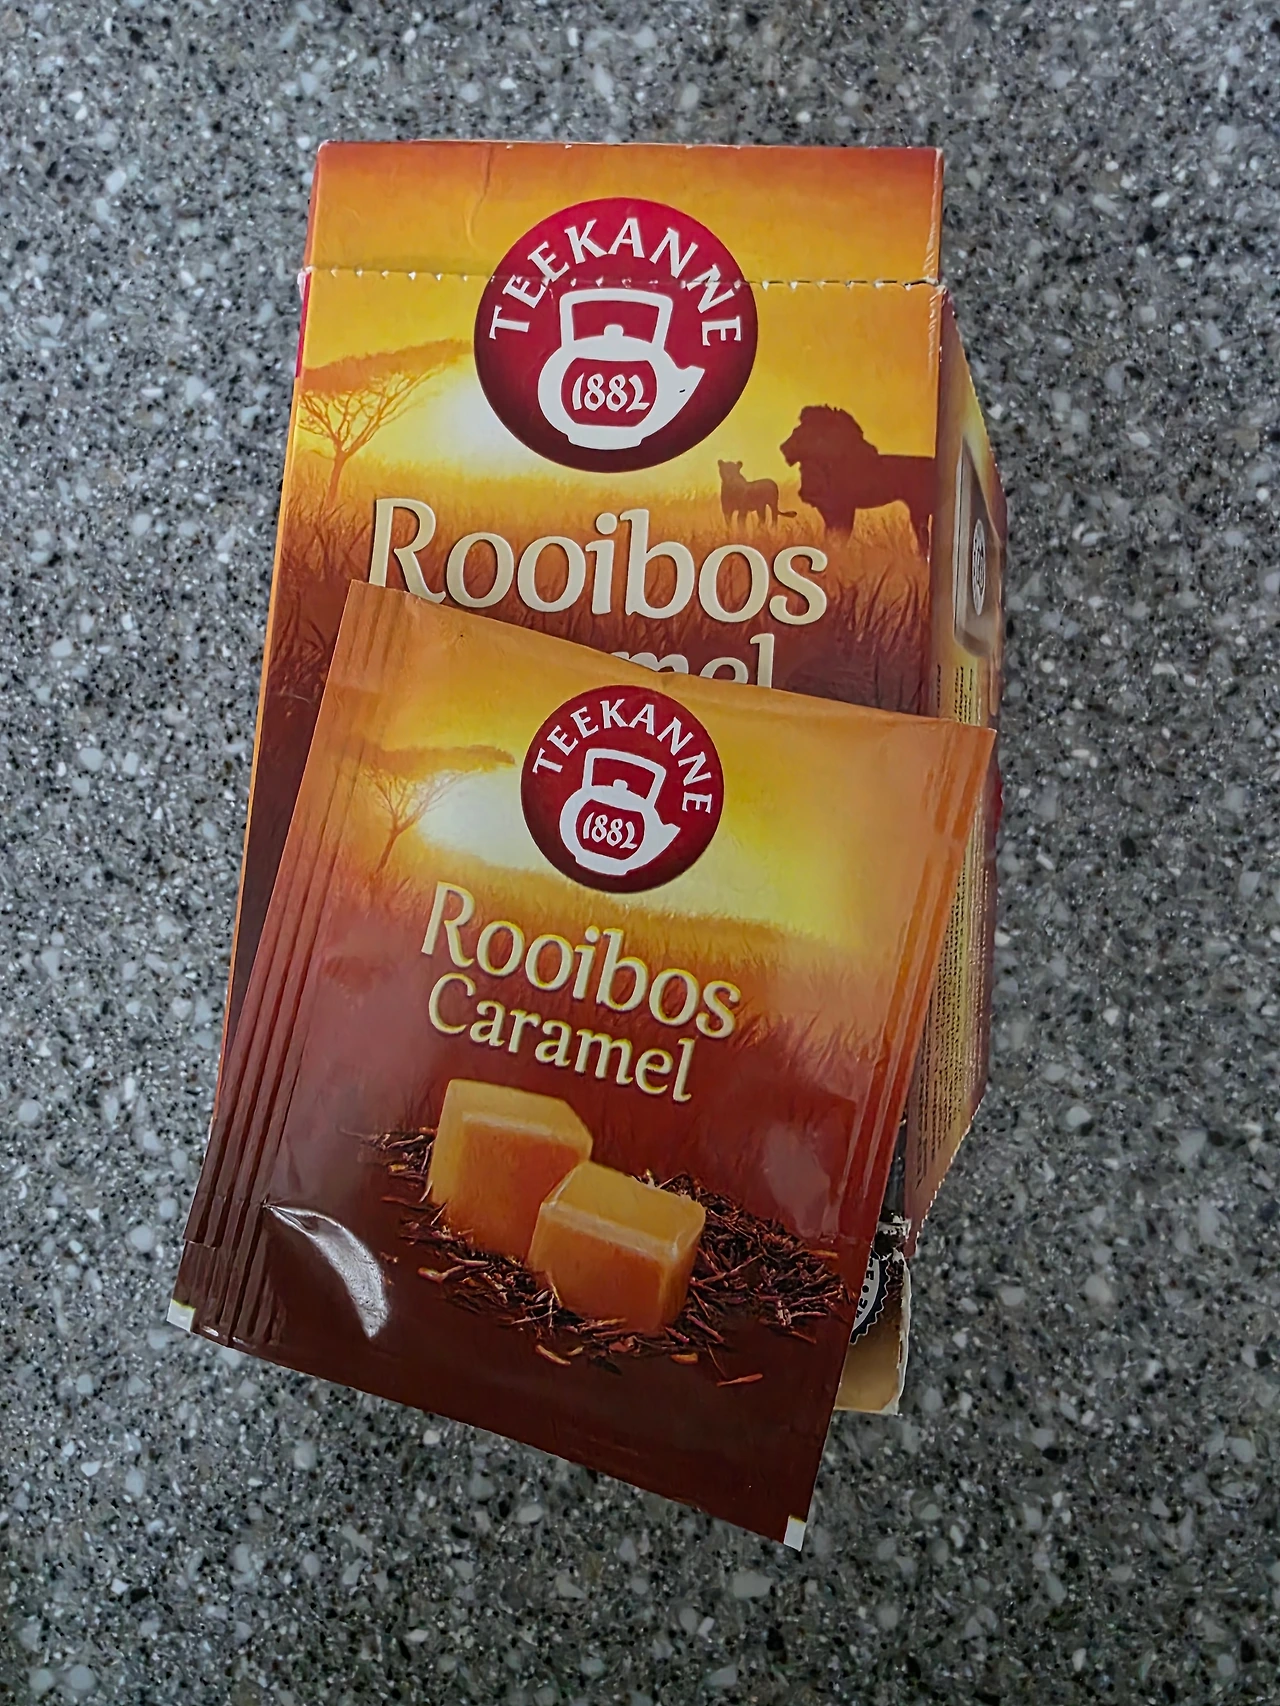 TEEKANNE
1882
Rooibos
TEEKANNE
1882
Rooibos
Caramel